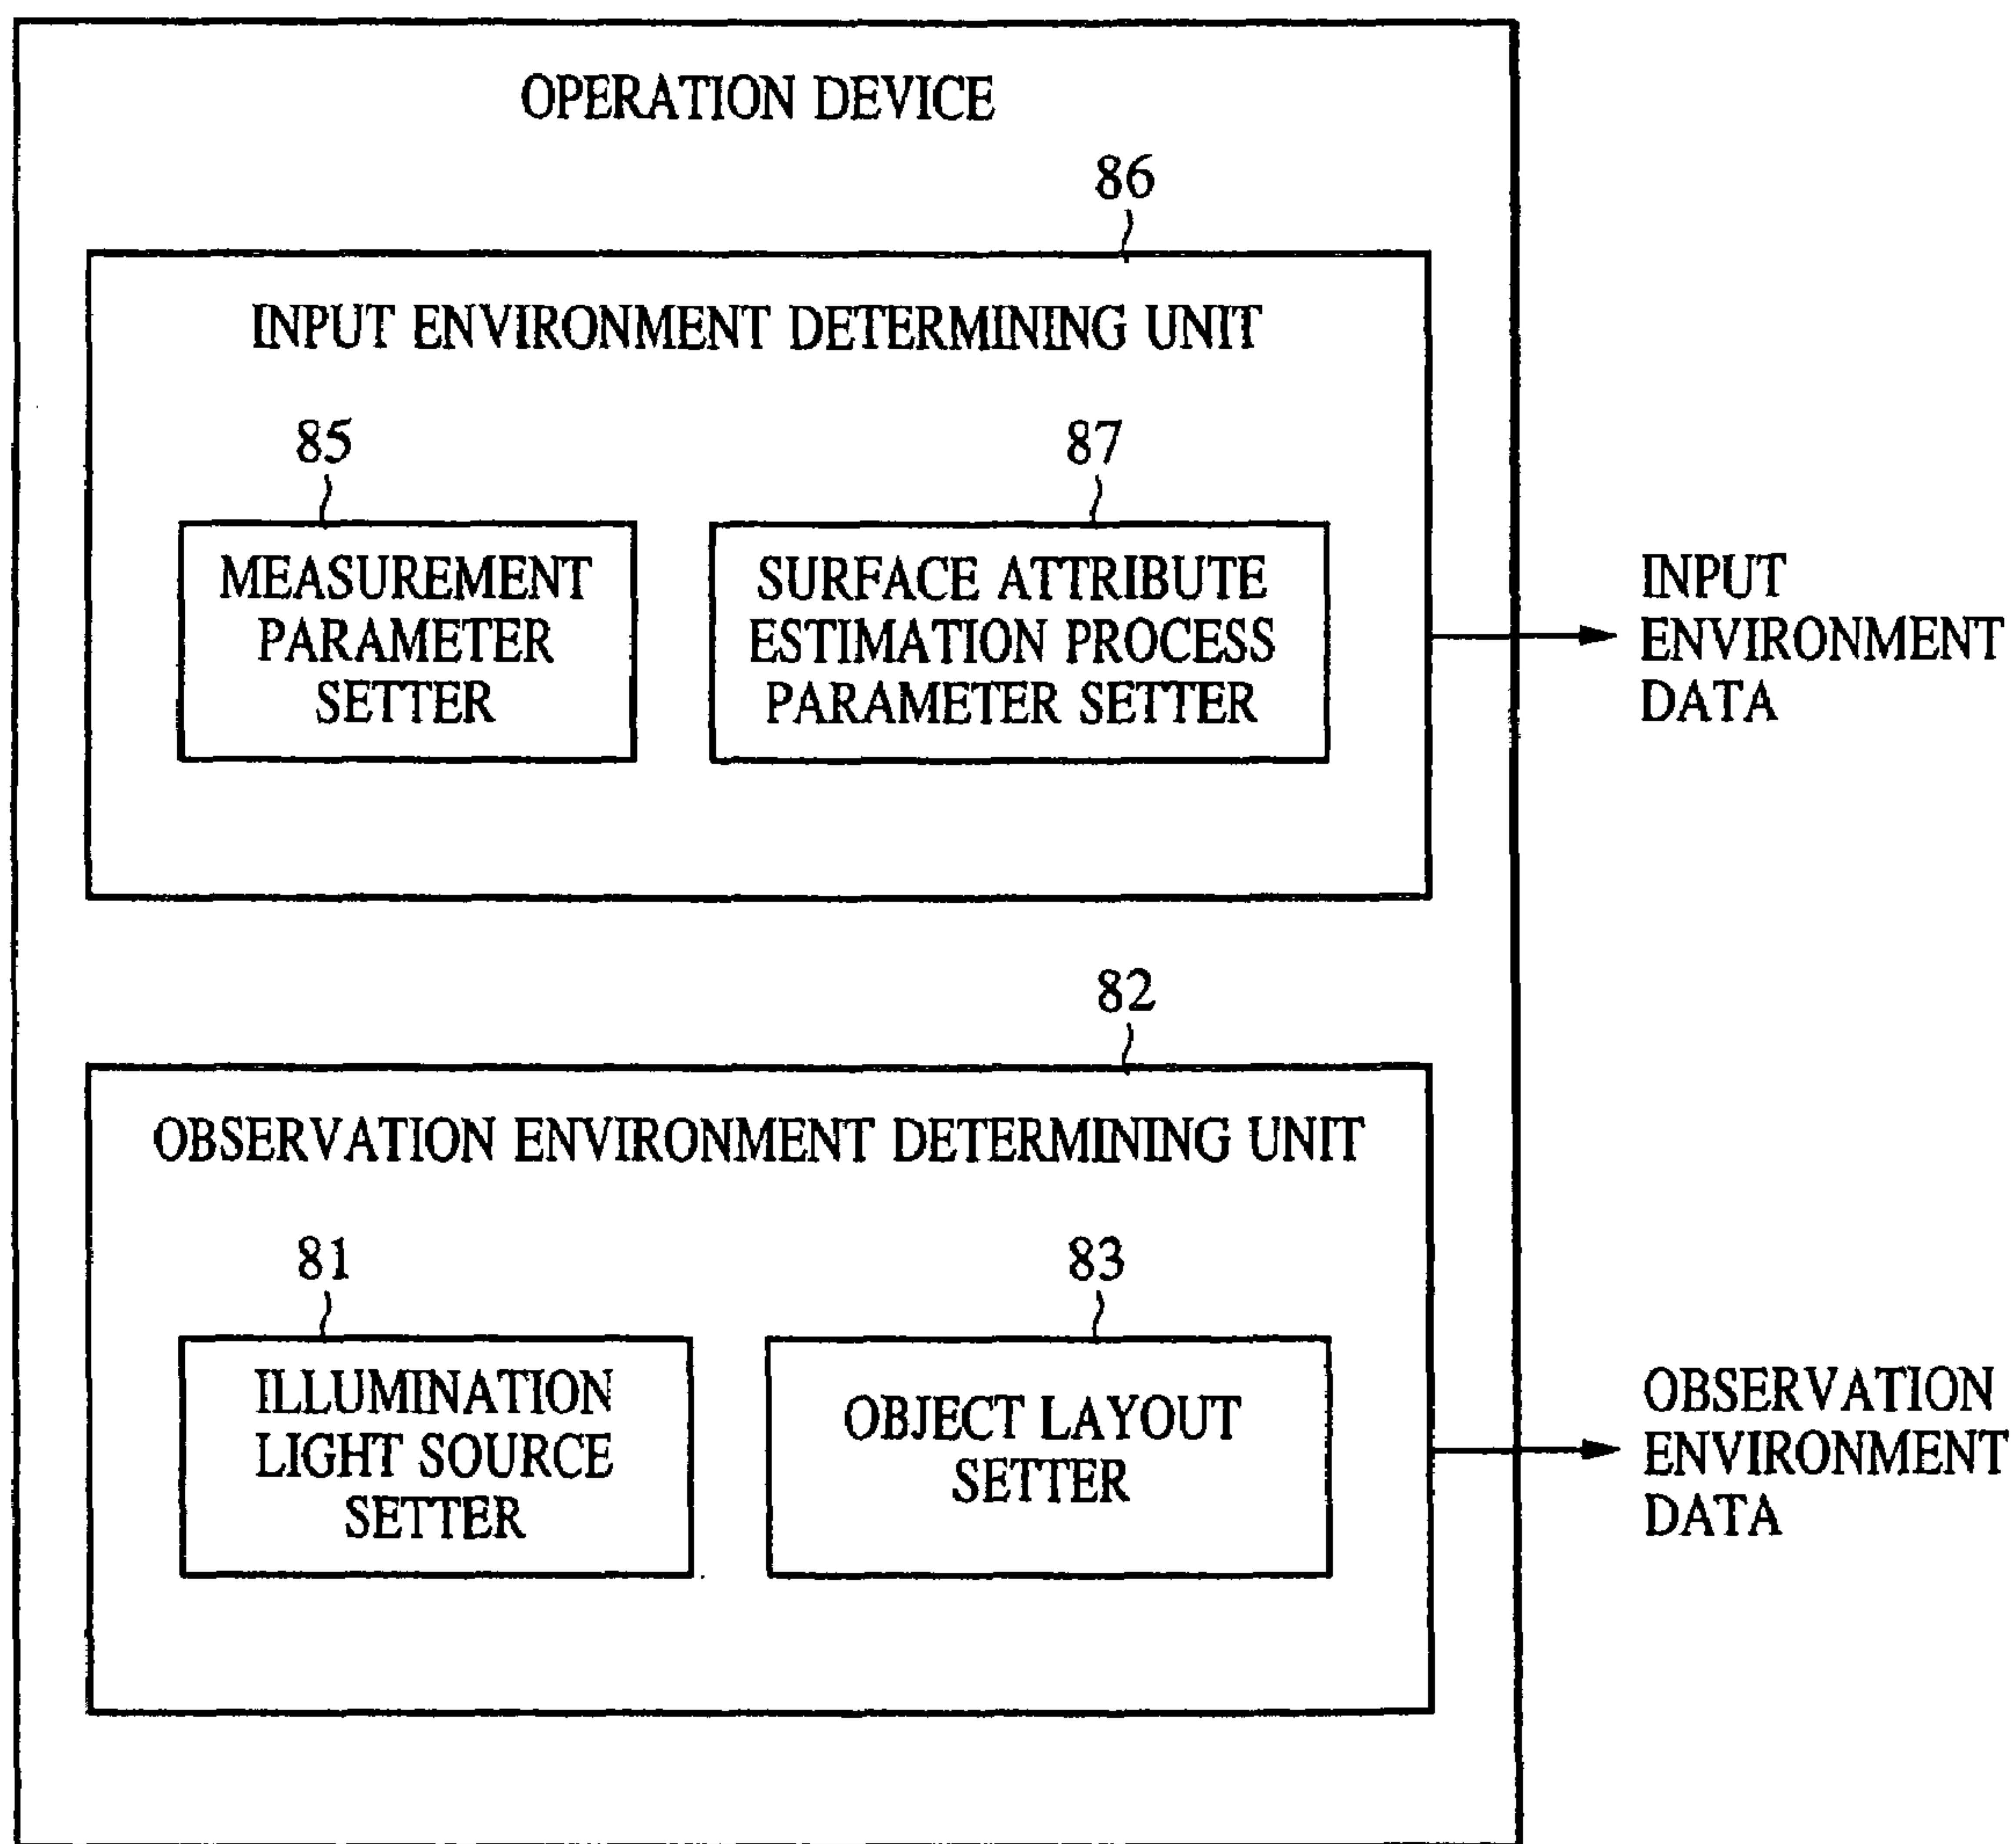 OPERATION DEVICE
86
INPUT ENVIRONMENT DETERMINING UNIT
85
MEASUREMENT
PARAMETER
SETTER
87
SURFACE ATTRIBUTE
ESTIMATION PROCESS
PARAMETER SETTER
INPUT
ENVIRONMENT
DATA
82
OBSERVATION ENVIRONMENT DETERMINING UNIT
81
ILLUMINATION
LIGHT SOURCE
SETTER
83
OBJECT LAYOUT
SETTER
OBSERVATION
ENVIRONMENT
DATA